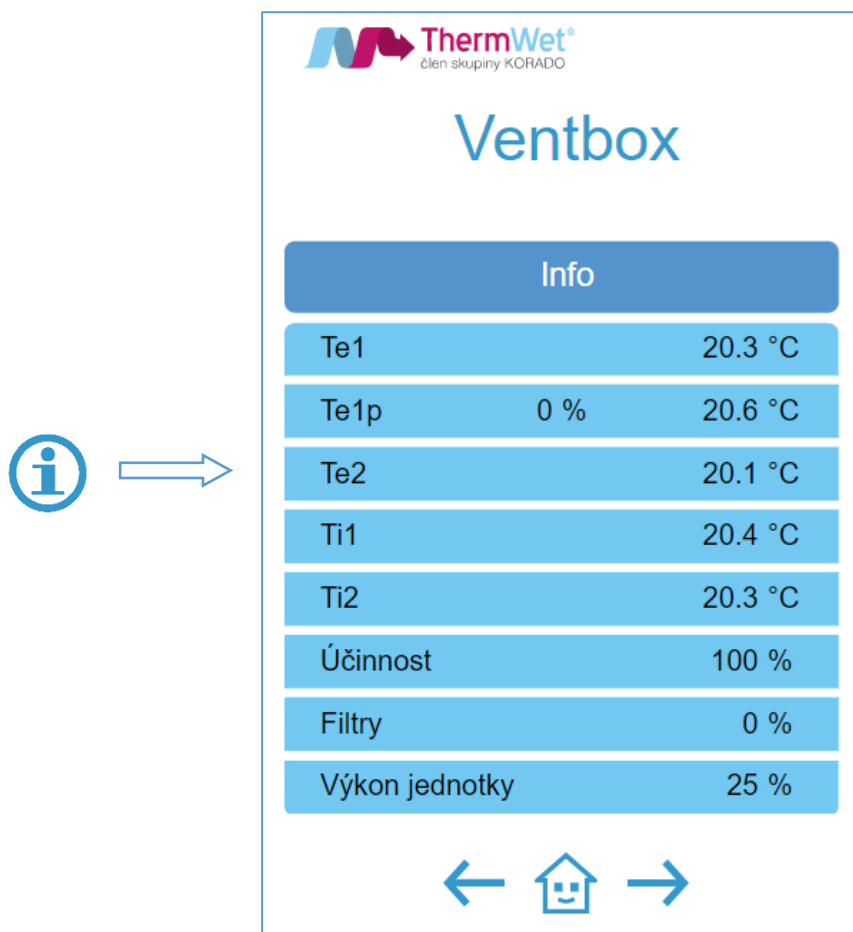 ThermWet®
člen skupiny KORADO
Ventbox
Info
Te1 20.3 °C
Te1p 0 % 20.6 °C
Te2 20.1 °C
Ti1 20.4 °C
Ti2 20.3 °C
Účinnost 100 %
Filtry 0 %
Výkon jednotky 25 %